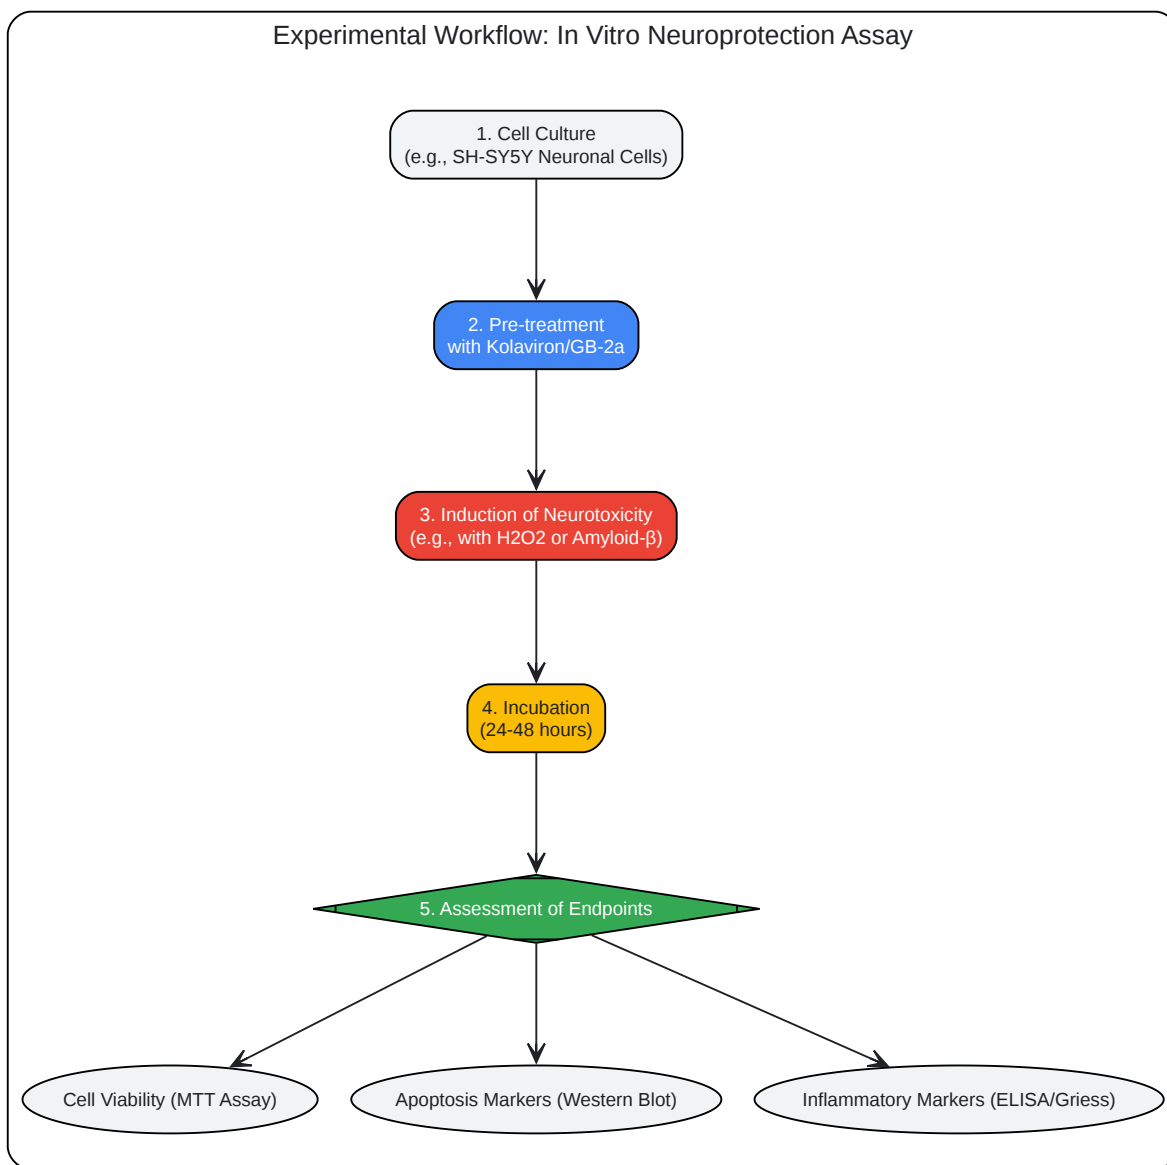 Experimental Workflow: In Vitro Neuroprotection Assay
1. Cell Culture
(e.g., SH-SY5Y Neuronal Cells)
2. Pre-treatment
with Kolaviron/GB-2a
3. Induction of Neurotoxicity
(e.g., with H2O2 or Amyloid-β)
4. Incubation
(24-48 hours)
5. Assessment of Endpoints
Cell Viability (MTT Assay)
Apoptosis Markers (Western Blot)
Inflammatory Markers (ELISA/Griess)